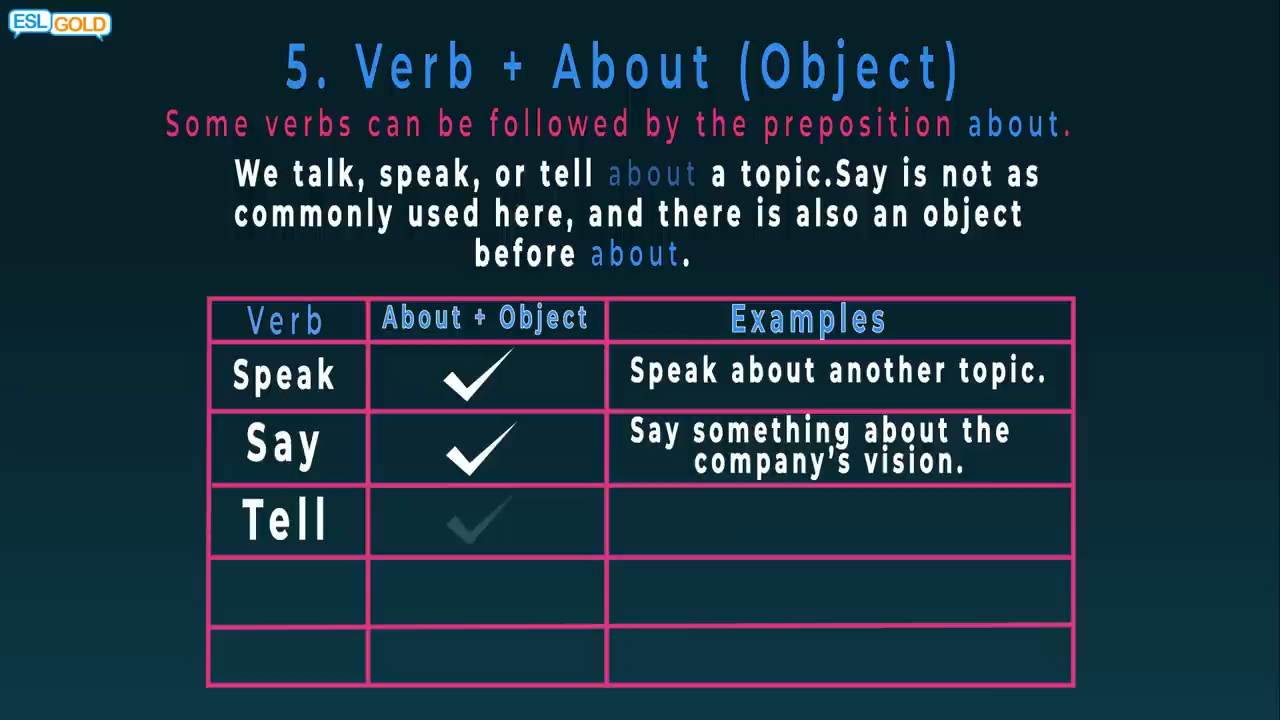 ESL GOLD
5. Verb + About (Object)
Some verbs can be followed by the preposition about.
We talk, speak, or tell about a topic.Say is not as
commonly used here, and there is also an object
before about.
Verb About + Object Examples
Speak Speak about another topic.
Say Say something about the
company’s vision.
Tell